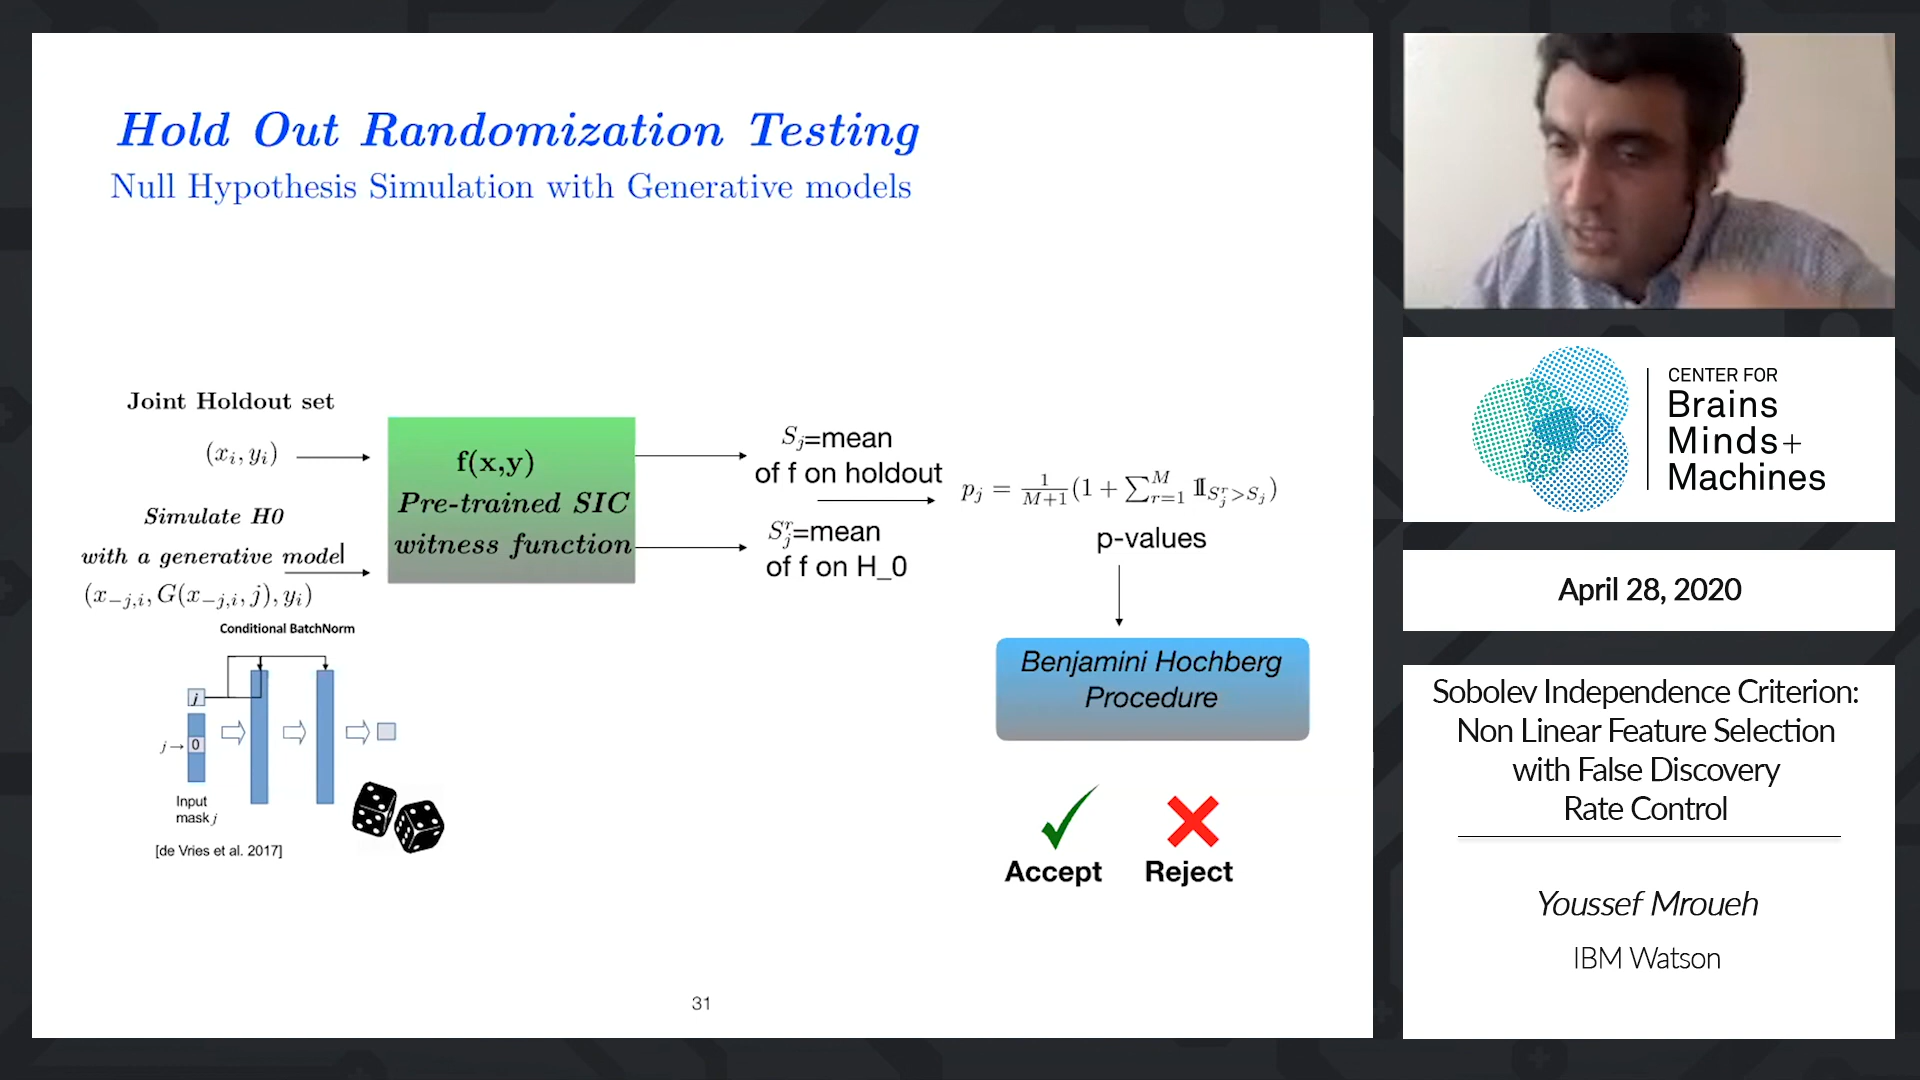 Hold Out Randomization Testing
Null Hypothesis Simulation with Generative models
Joint Holdout set
(x_i, y_i)
Simulate H0
with a generative model
(x_{-j,i}, G(x_{-j,i}, j), y_i)
f(x,y)
Pre-trained SIC
witness function
S_j=mean
of f on holdout
S_j^r=mean
of f on H_0
p_j = \frac{1}{M+1}(1 + \sum_{r=1}^{M} 𝟙_{S_j^r > S_j})
p-values
Benjamini Hochberg
Procedure
Accept
Reject
Conditional BatchNorm
j
j→ 0
Input
mask j
[de Vries et al. 2017]
31
CENTER FOR
Brains
Minds+
Machines
April 28, 2020
Sobolev Independence Criterion:
Non Linear Feature Selection
with False Discovery
Rate Control
Youssef Mroueh
IBM Watson